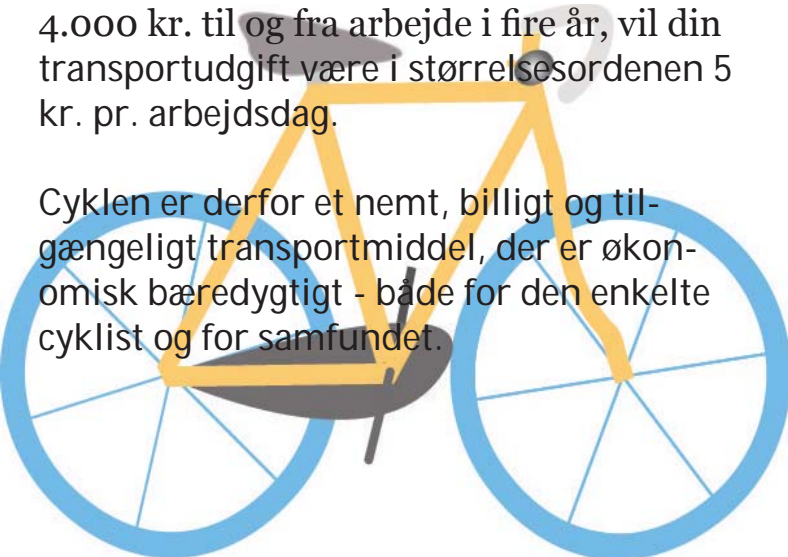 4.000 kr. til og fra arbejde i fire år, vil din
transportudgift være i størrelsesordenen 5
kr. pr. arbejdsdag.
Cyklen er derfor et nemt, billigt og til-
gængeligt transportmiddel, der er økon-
omisk bæredygtigt - både for den enkelte
cyklist og for samfundet.